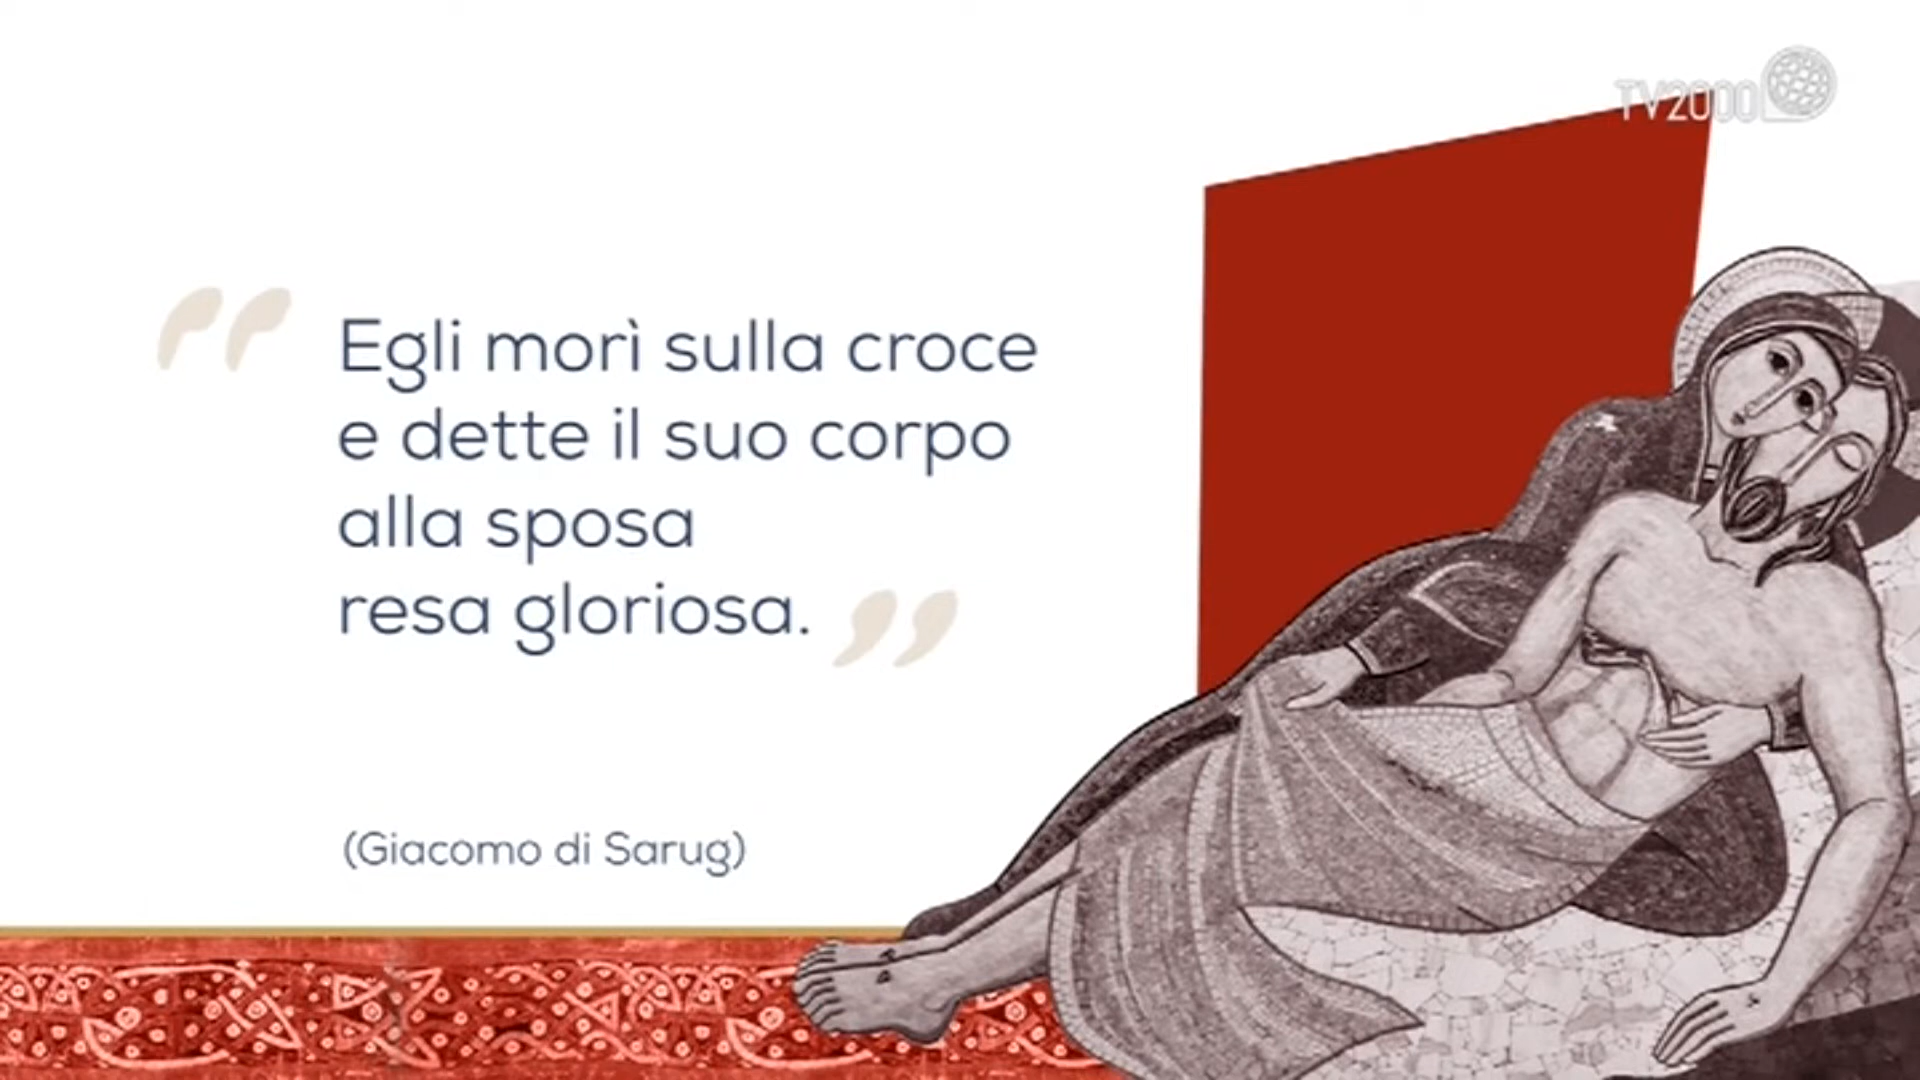 TV2000
Egli morì sulla croce
e dette il suo corpo
alla sposa
resa gloriosa.
(Giacomo di Sarug)